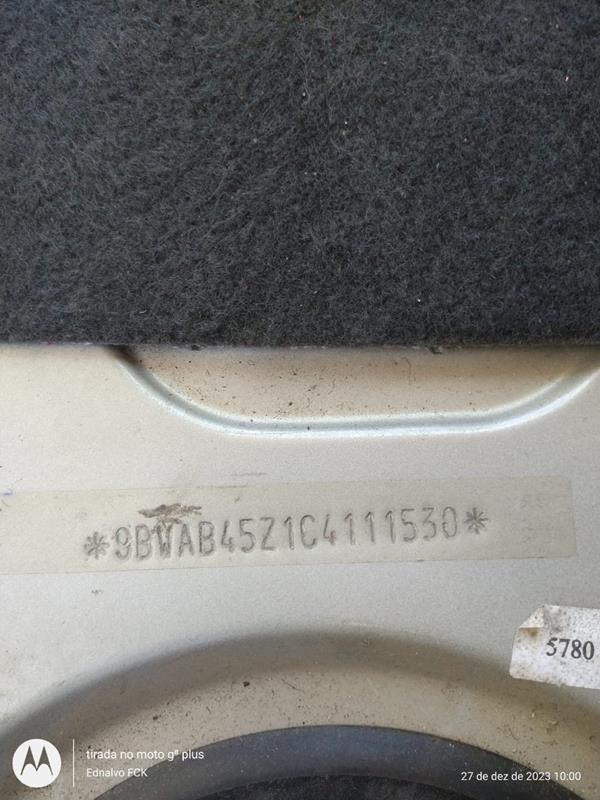 *9BWAB45Z1C4111530*
5780
tirada no moto g⁸ plus
Ednalvo FCK
27 de dez de 2023 10:00